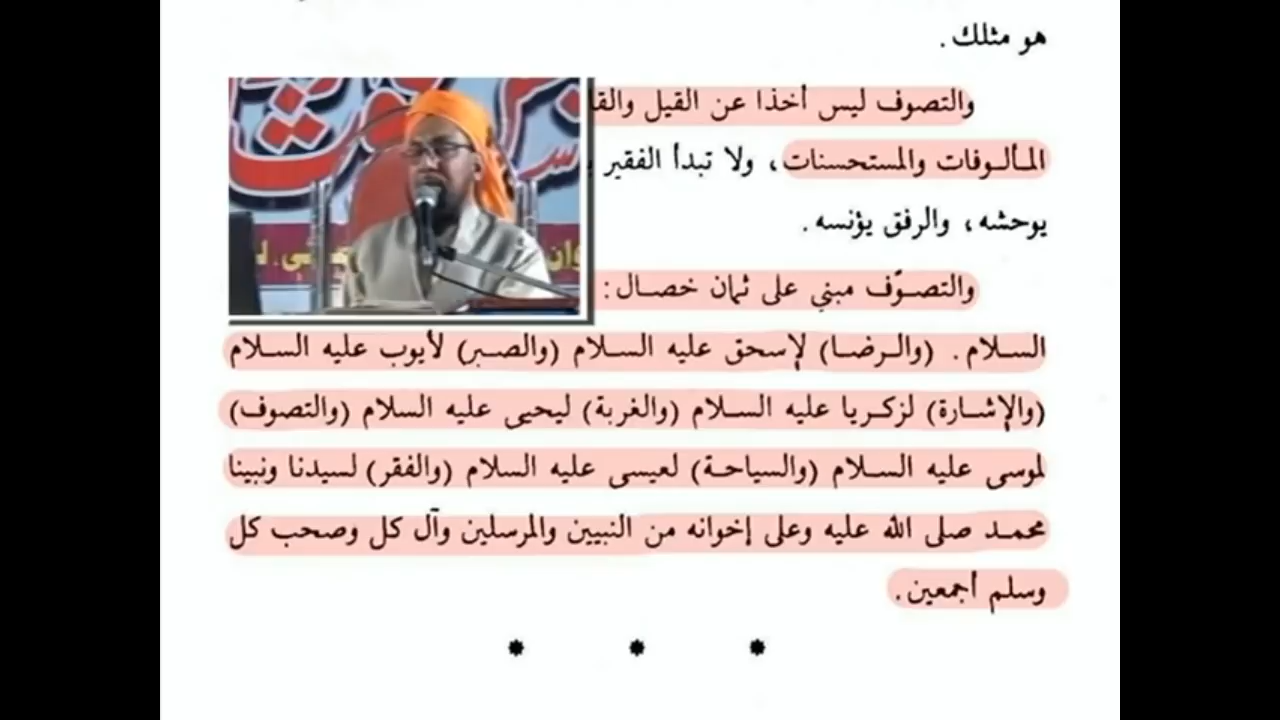 هو مثلك.
والتصوف ليس أخذا عن القيل
المألوفات والمستحسنات، ولا تبدأ الفقير
يوحشه، والرفق يؤنسه.
والتصوّف مبني على ثمان خصال:
السلام. (والرضا) لإسحق عليه السلام (والصبر) لأيوب عليه السلام
(والإشارة) لزكريا عليه السلام (والغربة) ليحيى عليه السلام (والتصوف)
لموسى عليه السلام (والسياحة) لعيسى عليه السلام (والفقر) لسيدنا ونبينا
محمد صلى الله عليه وعلى إخوانه من النبيين والمرسلين وآل كل وصحب كل
وسلم أجمعين.